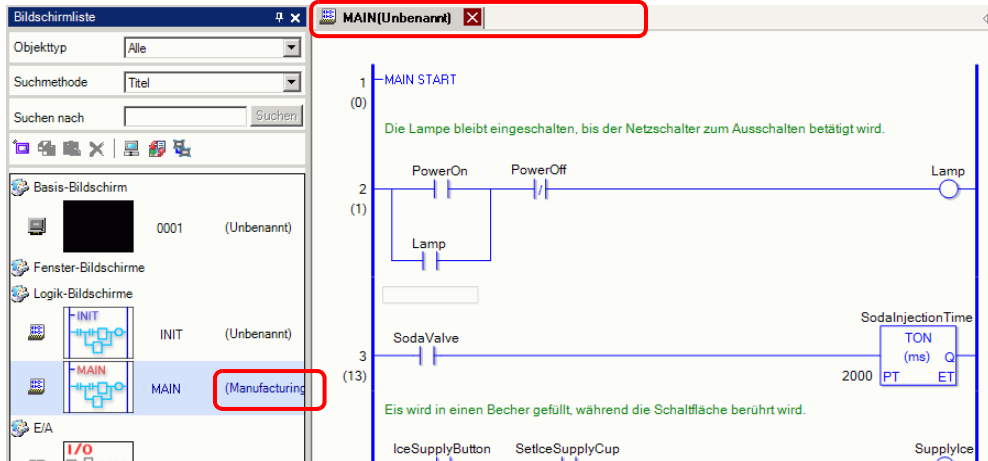 Bildschirmliste
Objekttyp Alle
Suchmethode Titel
Suchen nach Suchen
Basis-Bildschirm
0001 (Unbenannt)
Fenster-Bildschirme
Logik-Bildschirme
INIT INIT (Unbenannt)
MAIN MAIN (Manufacturing
E/A
I/O
MAIN(Unbenannt)
1 MAIN START
(0)
Die Lampe bleibt eingeschalten, bis der Netzschalter zum Ausschalten betätigt wird.
PowerOn PowerOff Lamp
2
(1)
Lamp
SodaInjectionTime
SodaValve TON
3 (ms) Q
(13) 2000 PT ET
Eis wird in einen Becher gefüllt, während die Schaltfläche berührt wird.
IceSupplyButton SetIceSupplyCup SupplyIce